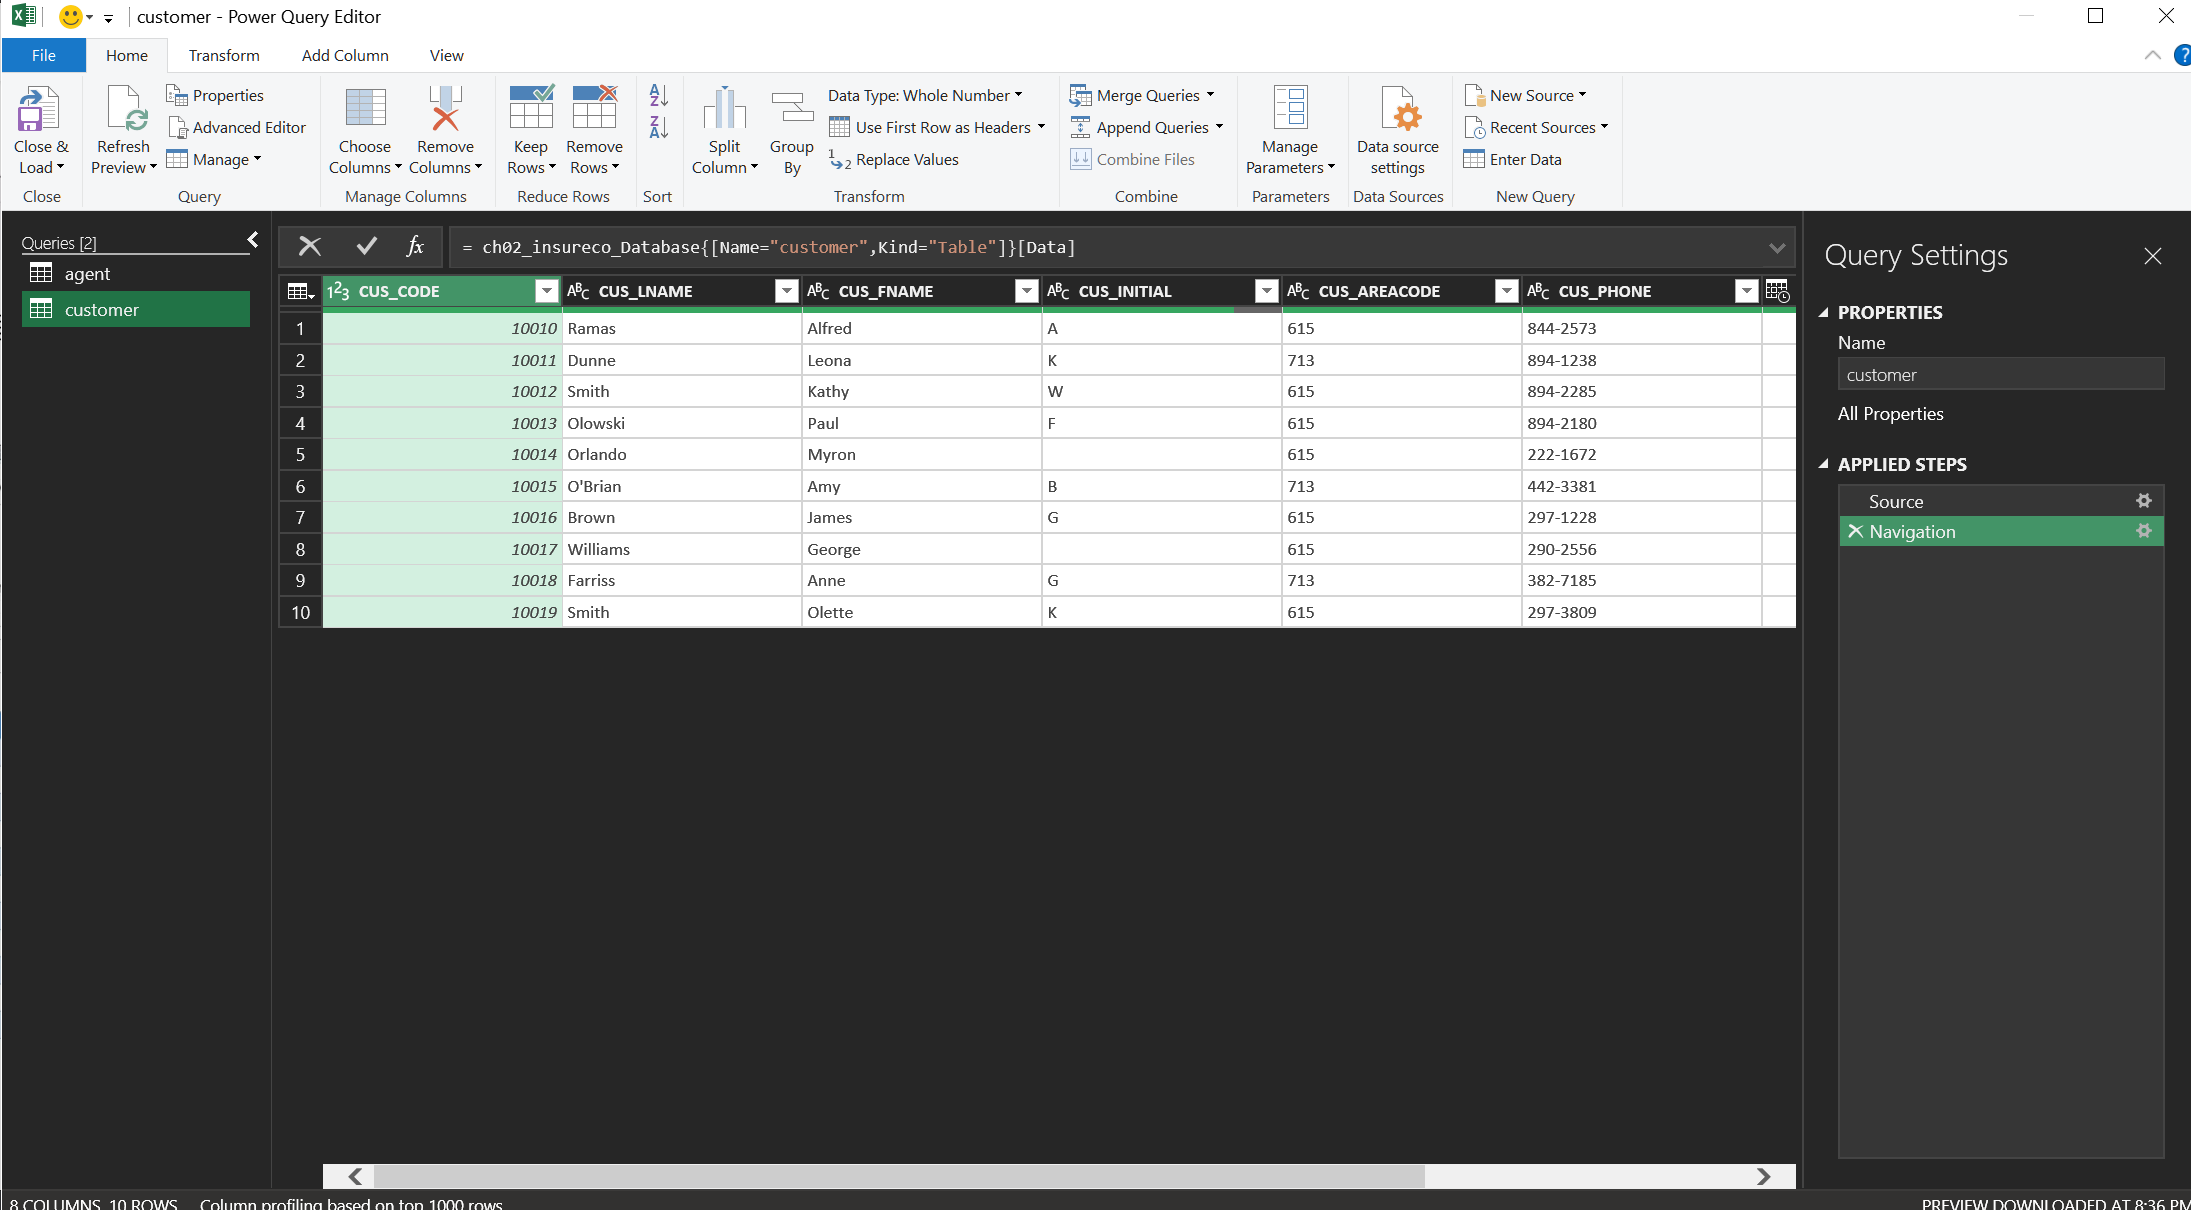 customer - Power Query Editor
File Home Transform Add Column View
Close & Load
Close
Refresh Preview
Properties
Advanced Editor
Manage
Query
Choose Columns
Remove Columns
Manage Columns
Keep Rows
Remove Rows
Reduce Rows
Sort
Split Column
Group By
Data Type: Whole Number
Use First Row as Headers
Replace Values
Transform
Merge Queries
Append Queries
Combine Files
Combine
Manage Parameters
Parameters
Data source settings
Data Sources
New Source
Recent Sources
Enter Data
New Query
Queries [2]
agent
customer
fx = ch02_insureco_Database{[Name="customer",Kind="Table"]}[Data]
CUS_CODE CUS_LNAME CUS_FNAME CUS_INITIAL CUS_AREACODE CUS_PHONE
1 10010 Ramas Alfred A 615 844-2573
2 10011 Dunne Leona K 713 894-1238
3 10012 Smith Kathy W 615 894-2285
4 10013 Olowski Paul F 615 894-2180
5 10014 Orlando Myron 615 222-1672
6 10015 O'Brian Amy B 713 442-3381
7 10016 Brown James G 615 297-1228
8 10017 Williams George 615 290-2556
9 10018 Farriss Anne G 713 382-7185
10 10019 Smith Olette K 615 297-3809
Query Settings
PROPERTIES
Name
customer
All Properties
APPLIED STEPS
Source
Navigation
8 COLUMNS, 10 ROWS Column profiling based on top 1000 rows
PREVIEW DOWNLOADED AT 8:36 PM